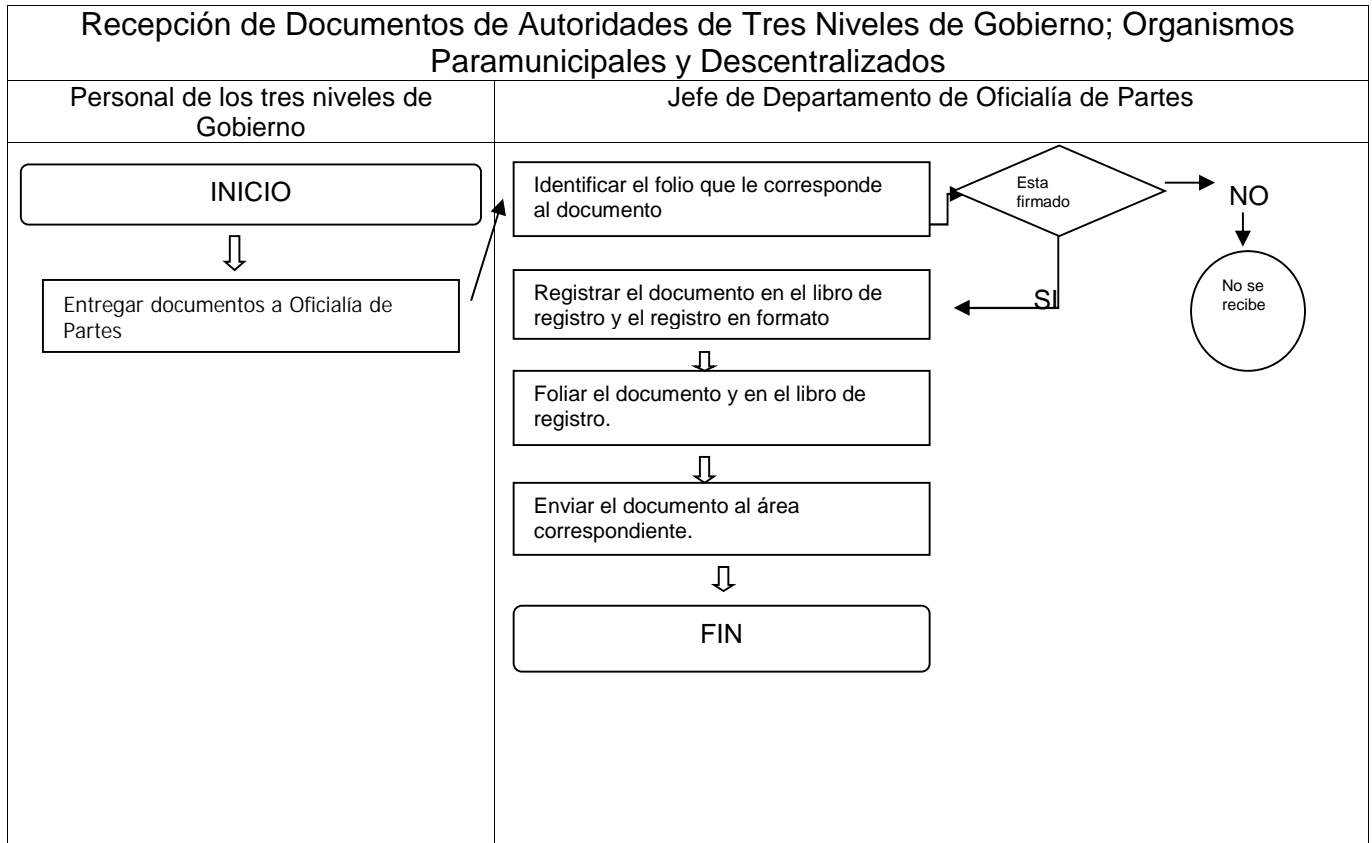 Recepción de Documentos de Autoridades de Tres Niveles de Gobierno; Organismos
Paramunicipales y Descentralizados
Personal de los tres niveles de
Gobierno
Jefe de Departamento de Oficialía de Partes
INICIO
Entregar documentos a Oficialía de
Partes
Identificar el folio que le corresponde
al documento
Esta
firmado
NO
No se
recibe
SI
Registrar el documento en el libro de
registro y el registro en formato
Foliar el documento y en el libro de
registro.
Enviar el documento al área
correspondiente.
FIN